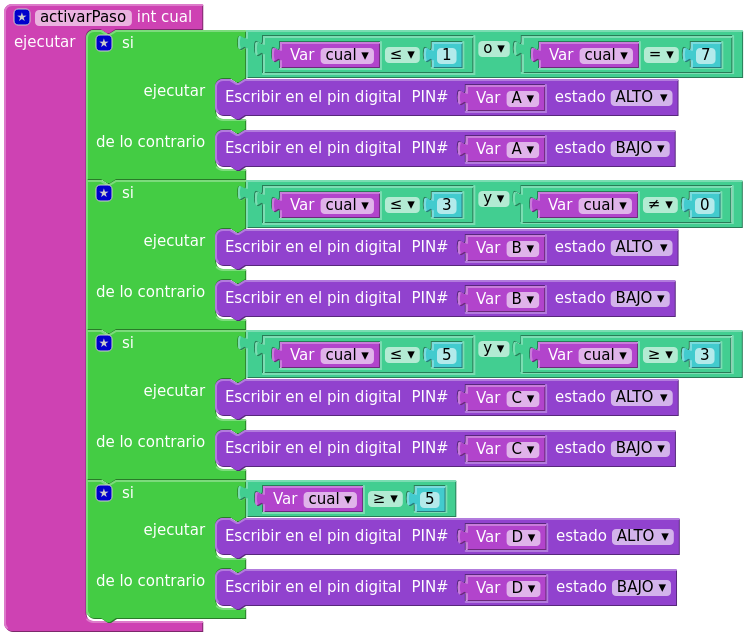 activarPaso int cual
ejecutar si Var cual ≤ 1 o Var cual = 7
ejecutar Escribir en el pin digital PIN# Var A estado ALTO
de lo contrario Escribir en el pin digital PIN# Var A estado BAJO
si Var cual ≤ 3 y Var cual ≠ 0
ejecutar Escribir en el pin digital PIN# Var B estado ALTO
de lo contrario Escribir en el pin digital PIN# Var B estado BAJO
si Var cual ≤ 5 y Var cual ≥ 3
ejecutar Escribir en el pin digital PIN# Var C estado ALTO
de lo contrario Escribir en el pin digital PIN# Var C estado BAJO
si Var cual ≥ 5
ejecutar Escribir en el pin digital PIN# Var D estado ALTO
de lo contrario Escribir en el pin digital PIN# Var D estado BAJO